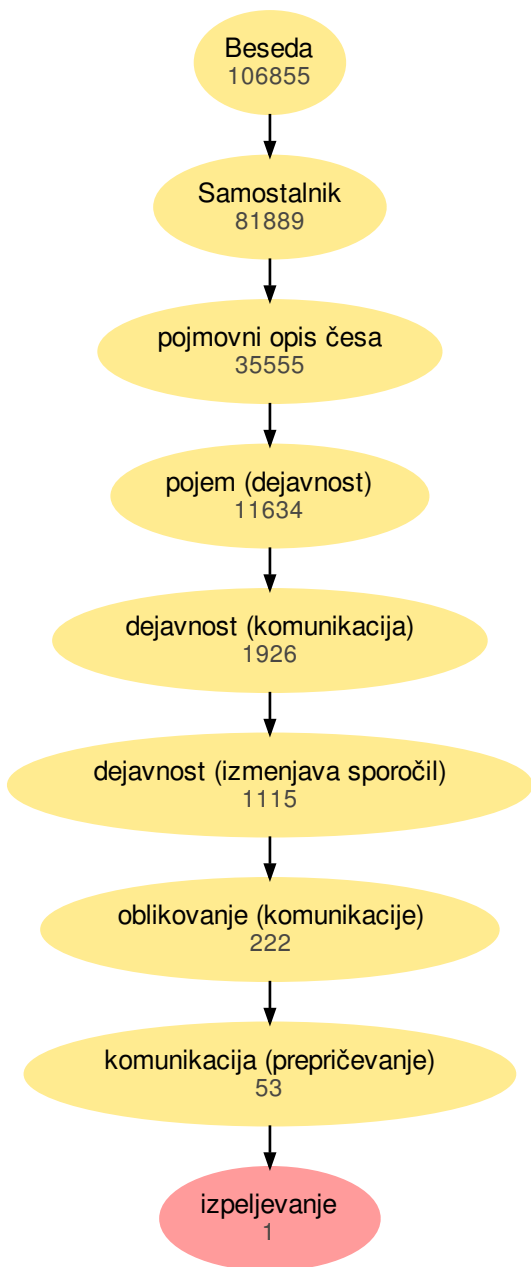 Beseda
106855
Samostalnik
81889
pojmovni opis česa
35555
pojem (dejavnost)
11634
dejavnost (komunikacija)
1926
dejavnost (izmenjava sporočil)
1115
oblikovanje (komunikacije)
222
komunikacija (prepričevanje)
53
izpeljevanje
1